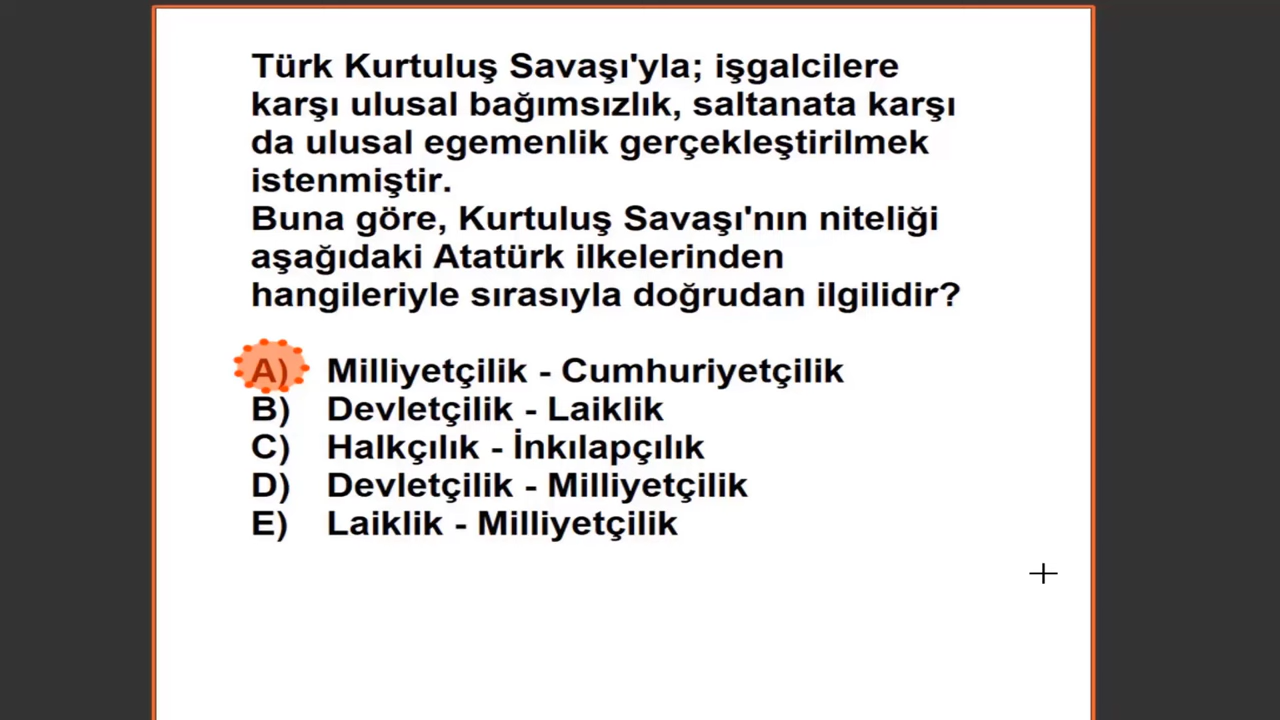 Türk Kurtuluş Savaşı'yla; işgalcilere
karşı ulusal bağımsızlık, saltanata karşı
da ulusal egemenlik gerçekleştirilmek
istenmiştir.
Buna göre, Kurtuluş Savaşı'nın niteliği
aşağıdaki Atatürk ilkelerinden
hangileriyle sırasıyla doğrudan ilgilidir?
A) Milliyetçilik - Cumhuriyetçilik
B) Devletçilik - Laiklik
C) Halkçılık - İnkılapçılık
D) Devletçilik - Milliyetçilik
E) Laiklik - Milliyetçilik